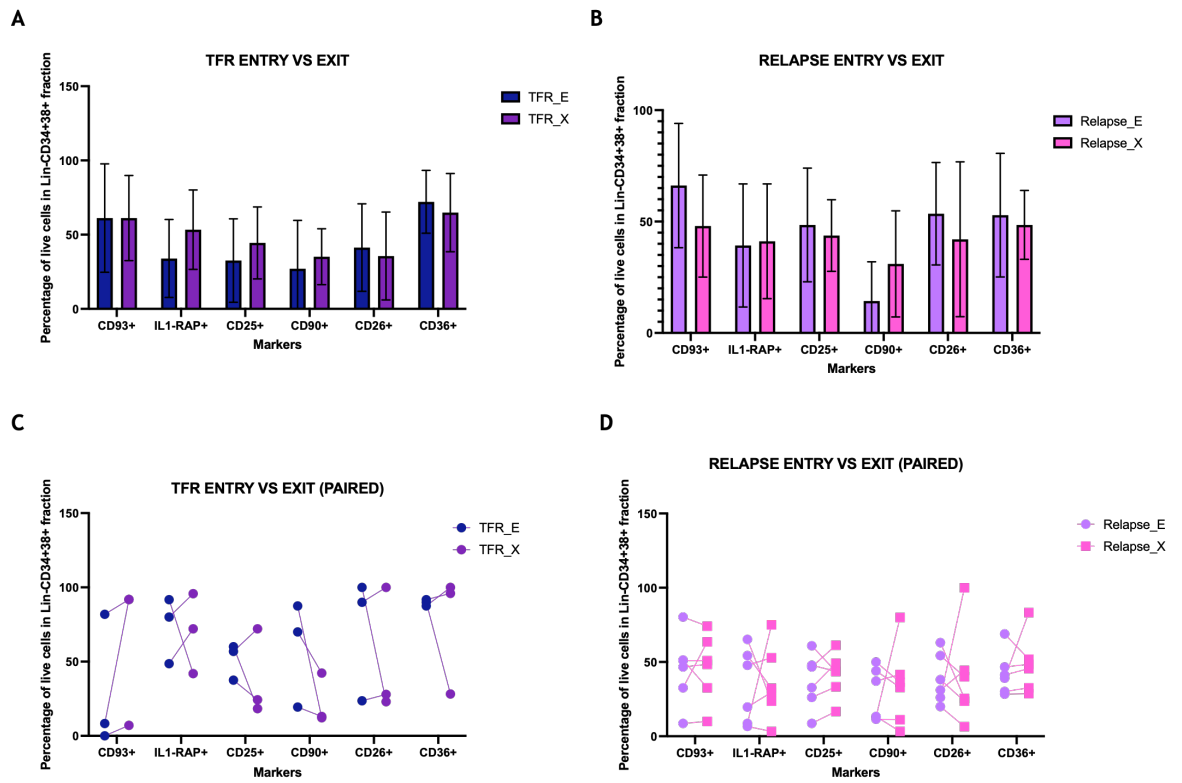 A
TFR ENTRY VS EXIT
Percentage of live cells in Lin-CD34+38+ fraction
150
100
50
0
CD93+ IL1-RAP+ CD25+ CD90+ CD26+ CD36+
Markers
TFR_E
TFR_X
B
RELAPSE ENTRY VS EXIT
Percentage of live cells in Lin-CD34+38+ fraction
100
50
0
CD93+ IL1-RAP+ CD25+ CD90+ CD26+ CD36+
Markers
Relapse_E
Relapse_X
C
TFR ENTRY VS EXIT (PAIRED)
Percentage of live cells in Lin-CD34+38+ fraction
150
100
50
0
CD93+ IL1-RAP+ CD25+ CD90+ CD26+ CD36+
Markers
TFR_E
TFR_X
D
RELAPSE ENTRY VS EXIT (PAIRED)
Percentage of live cells in Lin-CD34+38+ fraction
150
100
50
0
CD93+ IL1-RAP+ CD25+ CD90+ CD26+ CD36+
Markers
Relapse_E
Relapse_X